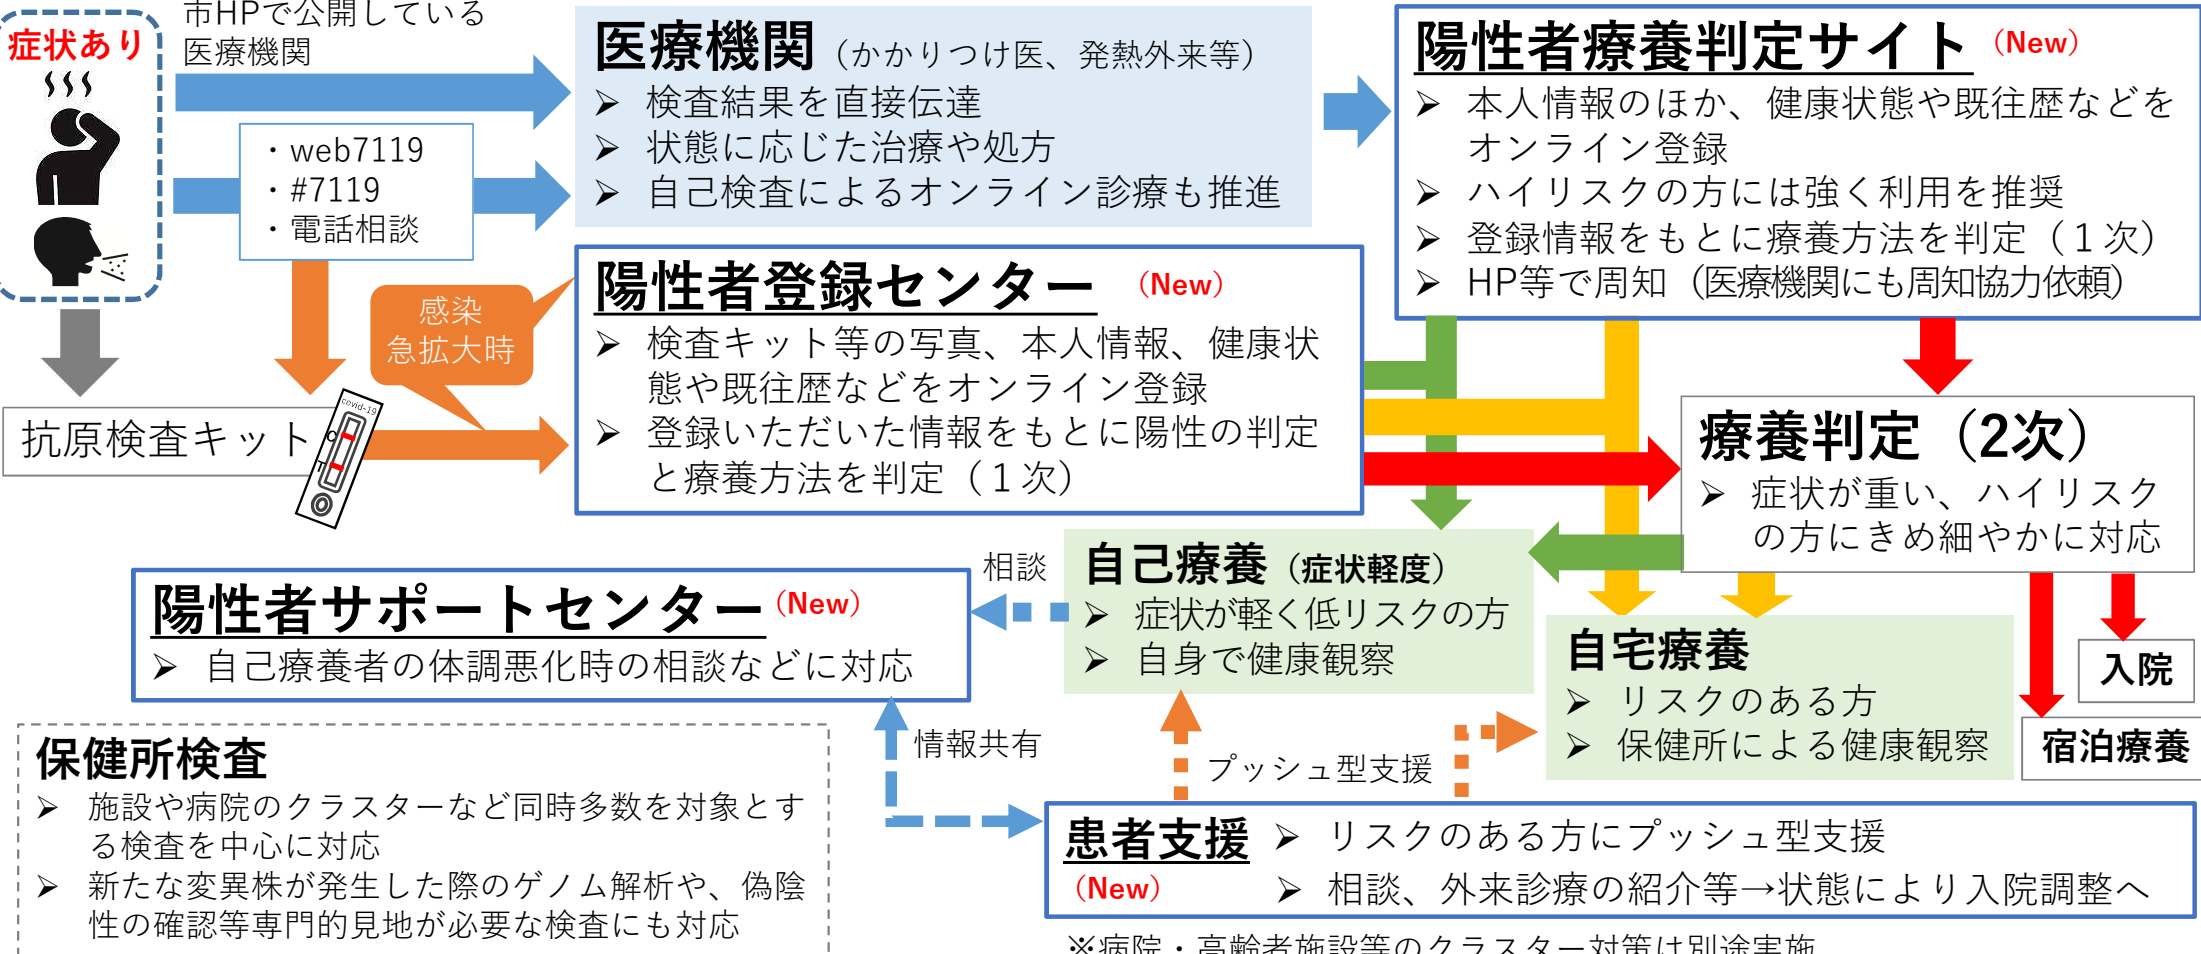 市HPで公開している
医療機関
症状あり
・web7119
・#7119
・電話相談
医療機関（かかりつけ医、発熱外来等）
➢ 検査結果を直接伝達
➢ 状態に応じた治療や処方
➢ 自己検査によるオンライン診療も推進
陽性者療養判定サイト（New）
➢ 本人情報のほか、健康状態や既往歴などを
オンライン登録
➢ ハイリスクの方には強く利用を推奨
➢ 登録情報をもとに療養方法を判定（１次）
➢ HP等で周知（医療機関にも周知協力依頼）
感染
急拡大時
陽性者登録センター（New）
➢ 検査キット等の写真、本人情報、健康状
態や既往歴などをオンライン登録
➢ 登録いただいた情報をもとに陽性の判定
と療養方法を判定（１次）
抗原検査キット
covid-19
C
T
療養判定（2次）
➢ 症状が重い、ハイリスク
の方にきめ細やかに対応
相談
自己療養（症状軽度）
➢ 症状が軽く低リスクの方
➢ 自身で健康観察
陽性者サポートセンター（New）
➢ 自己療養者の体調悪化時の相談などに対応
自宅療養
➢ リスクのある方
➢ 保健所による健康観察
入院
宿泊療養
情報共有
プッシュ型支援
保健所検査
➢ 施設や病院のクラスターなど同時多数を対象とす
る検査を中心に対応
➢ 新たな変異株が発生した際のゲノム解析や、偽陰
性の確認等専門的見地が必要な検査にも対応
患者支援（New）
➢ リスクのある方にプッシュ型支援
➢ 相談、外来診療の紹介等→状態により入院調整へ
※病院・高齢者施設等のクラスター対策は別途実施